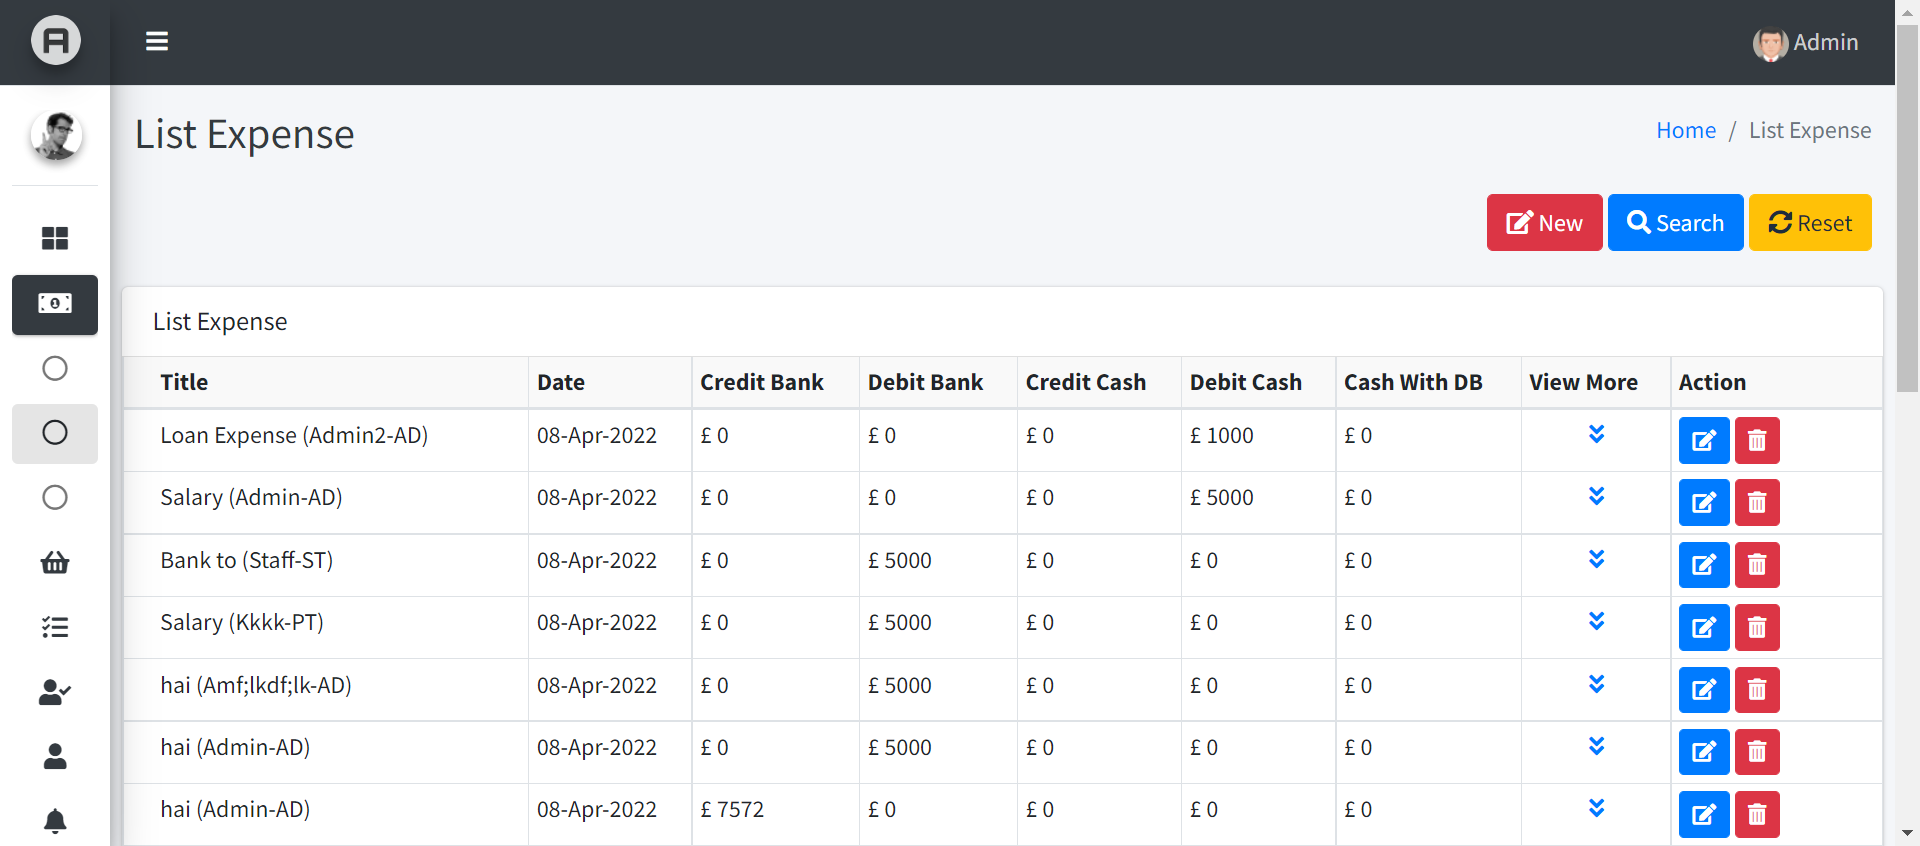 A
Admin
List Expense
Home / List Expense
New Search Reset
List Expense
Title Date Credit Bank Debit Bank Credit Cash Debit Cash Cash With DB View More Action
Loan Expense (Admin2-AD) 08-Apr-2022 £ 0 £ 0 £ 0 £ 1000 £ 0
Salary (Admin-AD) 08-Apr-2022 £ 0 £ 0 £ 0 £ 5000 £ 0
Bank to (Staff-ST) 08-Apr-2022 £ 0 £ 5000 £ 0 £ 0 £ 0
Salary (Kkkk-PT) 08-Apr-2022 £ 0 £ 5000 £ 0 £ 0 £ 0
hai (Amf;lkdf;lk-AD) 08-Apr-2022 £ 0 £ 5000 £ 0 £ 0 £ 0
hai (Admin-AD) 08-Apr-2022 £ 0 £ 5000 £ 0 £ 0 £ 0
hai (Admin-AD) 08-Apr-2022 £ 7572 £ 0 £ 0 £ 0 £ 0